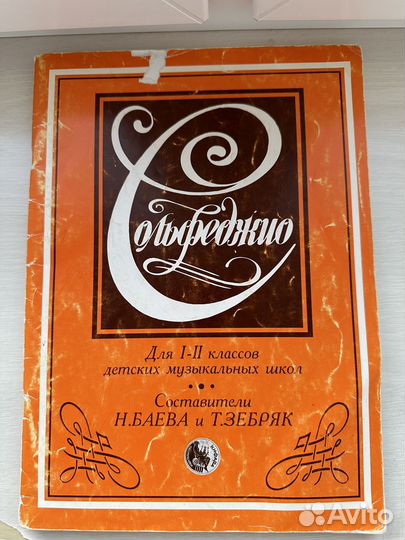 Сольфеджио
Для I-II классов
детских музыкальных школ
Составители
Н.БАЕВА и Т.ЗЕБРЯК
Avito